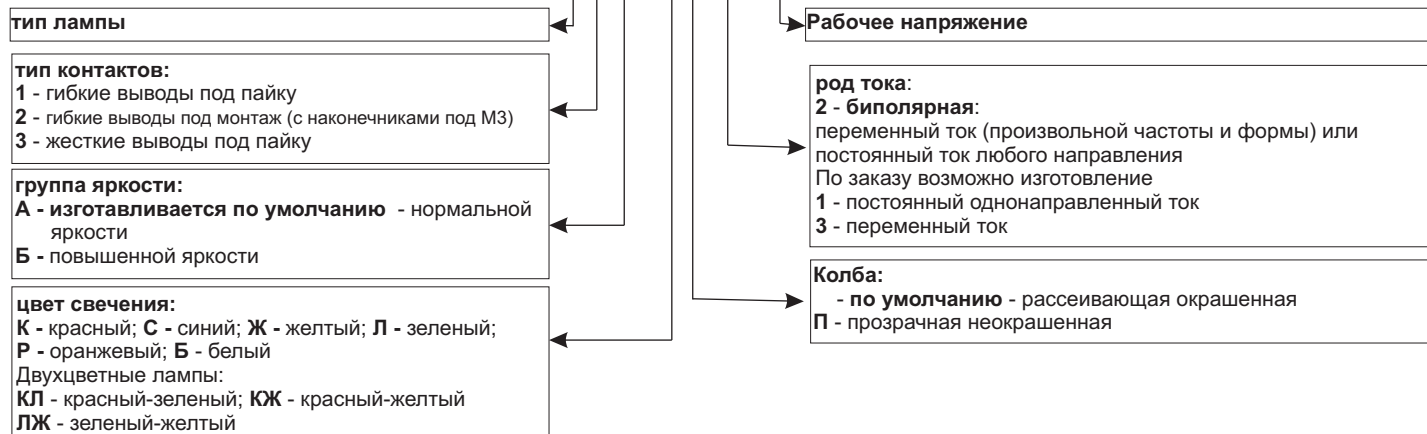 тип лампы
тип контактов:
1 - гибкие выводы под пайку
2 - гибкие выводы под монтаж (с наконечниками под М3)
3 - жесткие выводы под пайку
группа яркости:
А - изготавливается по умолчанию - нормальной
яркости
Б - повышенной яркости
цвет свечения:
К - красный; С - синий; Ж - желтый; Л - зеленый;
Р - оранжевый; Б - белый
Двухцветные лампы:
КЛ - красный-зеленый; КЖ - красный-желтый
ЛЖ - зеленый-желтый
Рабочее напряжение
род тока:
2 - биполярная:
переменный ток (произвольной частоты и формы) или
постоянный ток любого направления
По заказу возможно изготовление
1 - постоянный однонаправленный ток
3 - переменный ток
Колба:
- по умолчанию - рассеивающая окрашенная
П - прозрачная неокрашенная